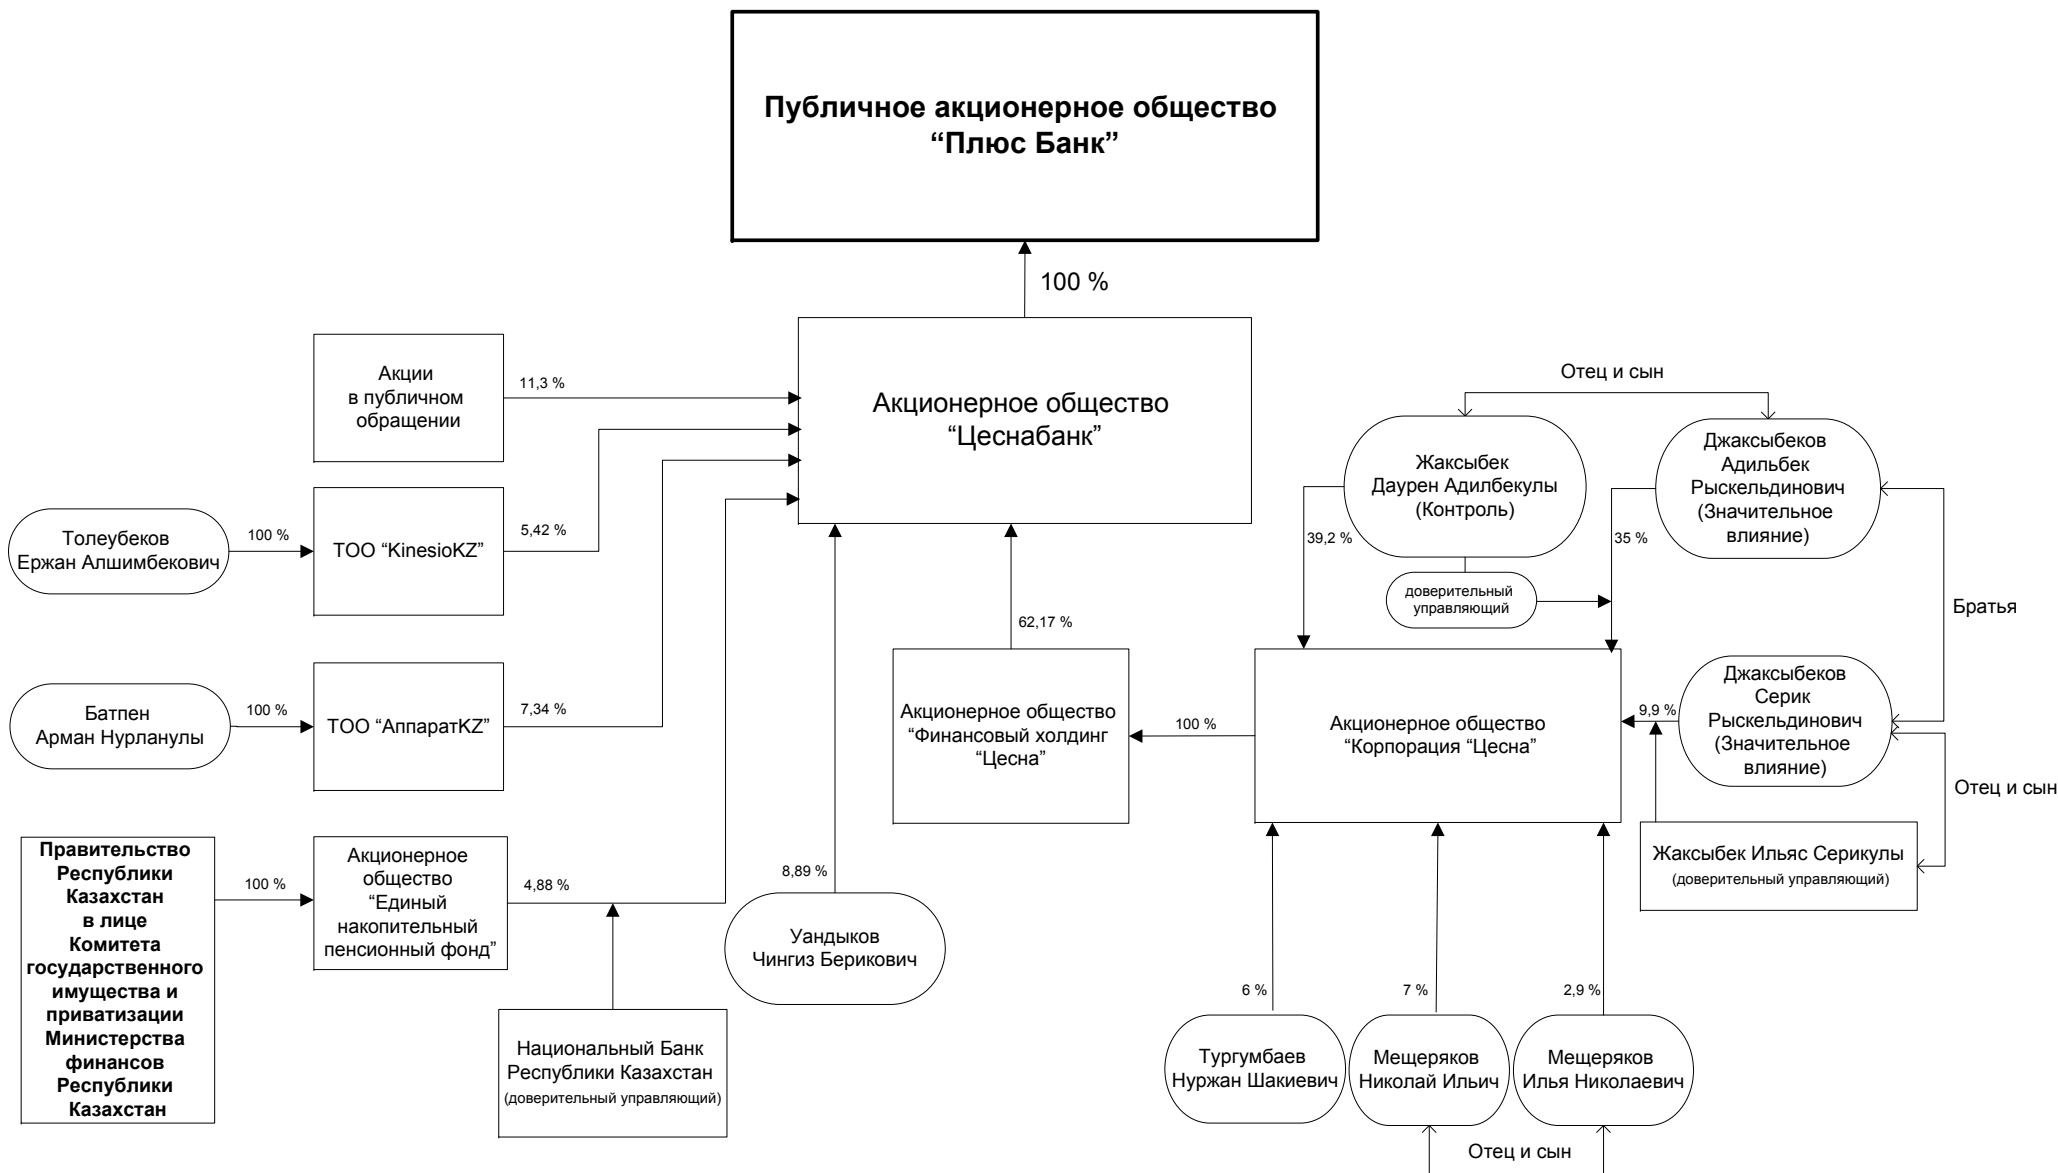 Публичное акционерное общество
“Плюс Банк”
100 %
Акции
в публичном
обращении
11,3 %
Акционерное общество
“Цеснабанк”
Отец и сын
Жаксыбек
Даурен Адилбекулы
(Контроль)
Джаксыбеков
Адильбек
Рыскельдинович
(Значительное
влияние)
Толеубеков
Ержан Алшимбекович
100 %
ТОО “KinesioKZ”
5,42 %
39,2 %
35 %
доверительный
управляющий
Братья
62,17 %
Батпен
Арман Нурланулы
100 %
ТОО “АппаратKZ”
7,34 %
Акционерное общество
“Финансовый холдинг
“Цесна”
100 %
Акционерное общество
“Корпорация “Цесна”
9,9 %
Джаксыбеков
Серик
Рыскельдинович
(Значительное
влияние)
Отец и сын
Жаксыбек Ильяс Серикулы
(доверительный управляющий)
Правительство
Республики
Казахстан
в лице
Комитета
государственного
имущества и
приватизации
Министерства
финансов
Республики
Казахстан
100 %
Акционерное
общество
“Единый
накопительный
пенсионный фонд”
4,88 %
8,89 %
Уандыков
Чингиз Берикович
Национальный Банк
Республики Казахстан
(доверительный управляющий)
6 %
7 %
2,9 %
Тургумбаев
Нуржан Шакиевич
Мещеряков
Николай Ильич
Мещеряков
Илья Николаевич
Отец и сын